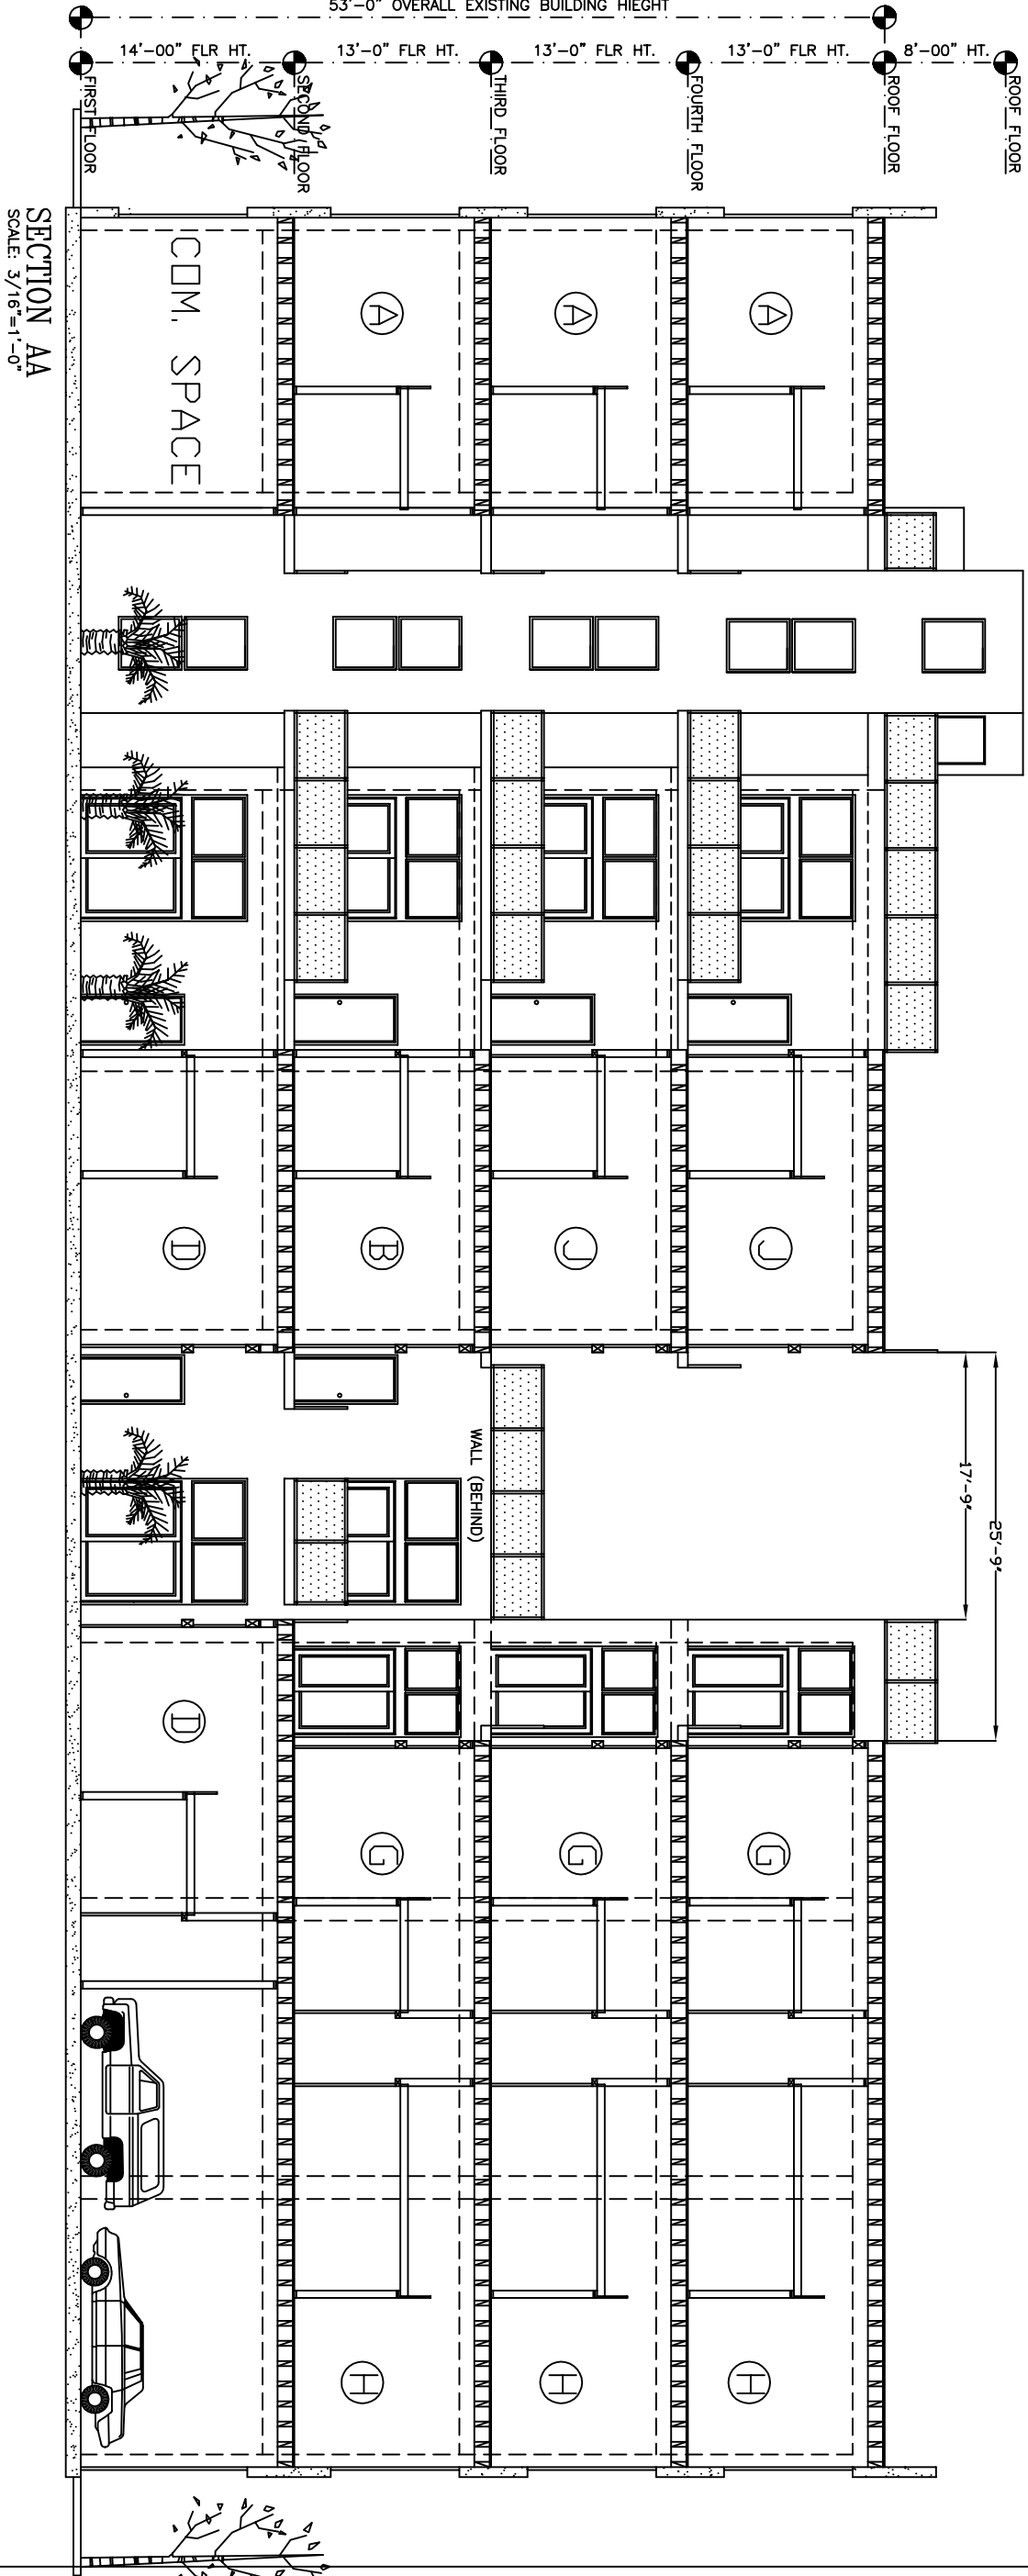 53'-0" OVERALL EXISTING BUILDING HIEGHT
14'-00" FLR HT.
13'-0" FLR HT.
13'-0" FLR HT.
13'-0" FLR HT.
8'-00" HT.
FIRST FLOOR
SECOND FLOOR
THIRD FLOOR
FOURTH FLOOR
ROOF FLOOR
ROOF FLOOR
17'-9"
25'-9"
A
J
G
H
A
J
G
H
A
B
G
H
WALL (BEHIND)
COM. SPACE
D
D
SECTION AA
SCALE: 3/16"=1'-0"